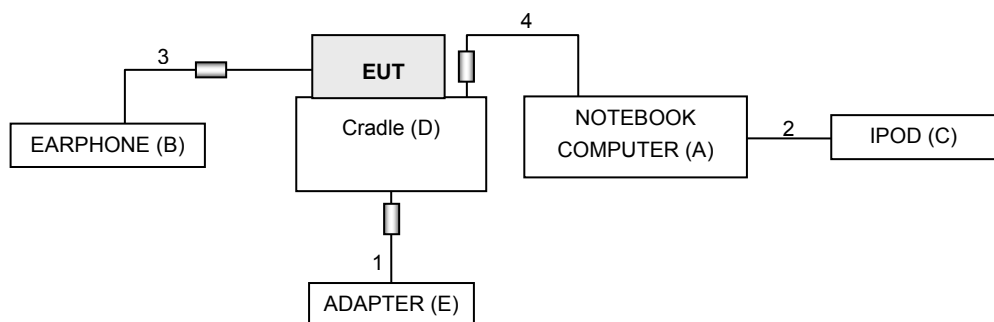 4
3
EUT
NOTEBOOK
COMPUTER (A)
Cradle (D)
EARPHONE (B)
2
IPOD (C)
1
ADAPTER (E)